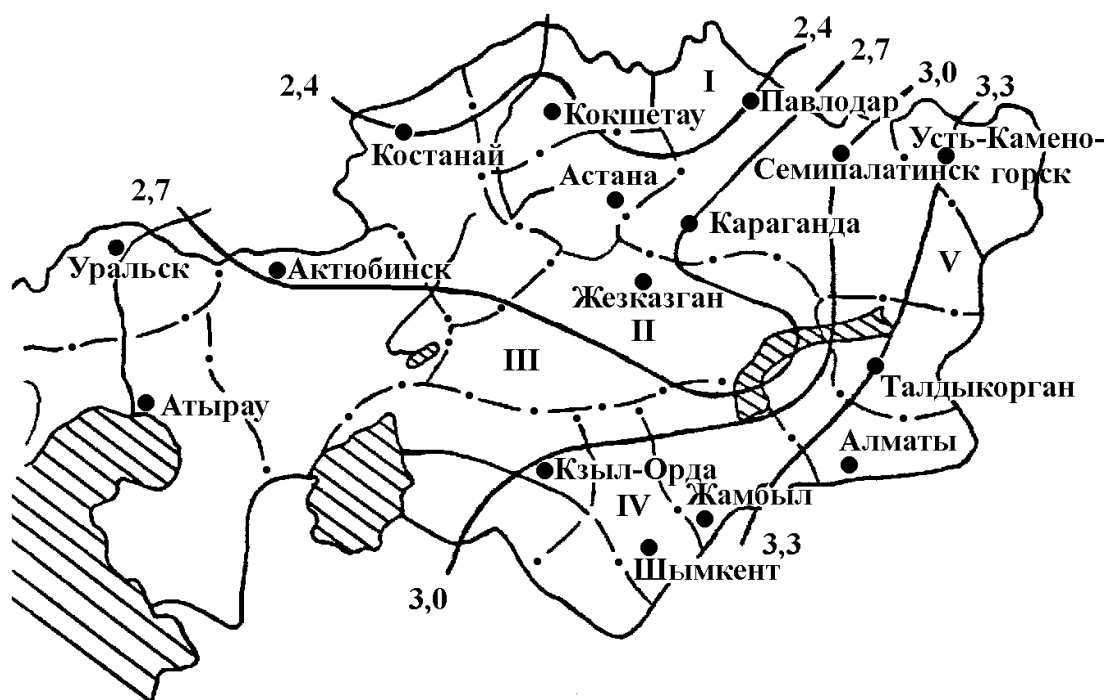 2,4
2,7
3,0
3,3
2,4
I
Кокшетау
Павлодар
Костанай
Усть-Камено-
горск
Семипалатинск
Астана
2,7
Караганда
Уральск
Актюбинск
V
Жезказган
II
III
Талдыкорган
Атырау
Алматы
Кзыл-Орда
IV
Жамбыл
3,3
Шымкент
3,0